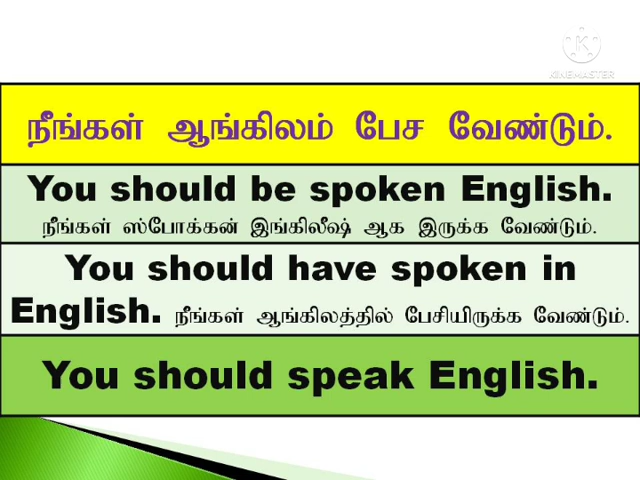 KINEMASTER
நீங்கள் ஆங்கிலம் பேச வேண்டும்.
You should be spoken English.
நீங்கள் ஸ்போக்கன் இங்கிலீஷ் ஆக இருக்க வேண்டும்.
You should have spoken in
English. நீங்கள் ஆங்கிலத்தில் பேசியிருக்க வேண்டும்.
You should speak English.